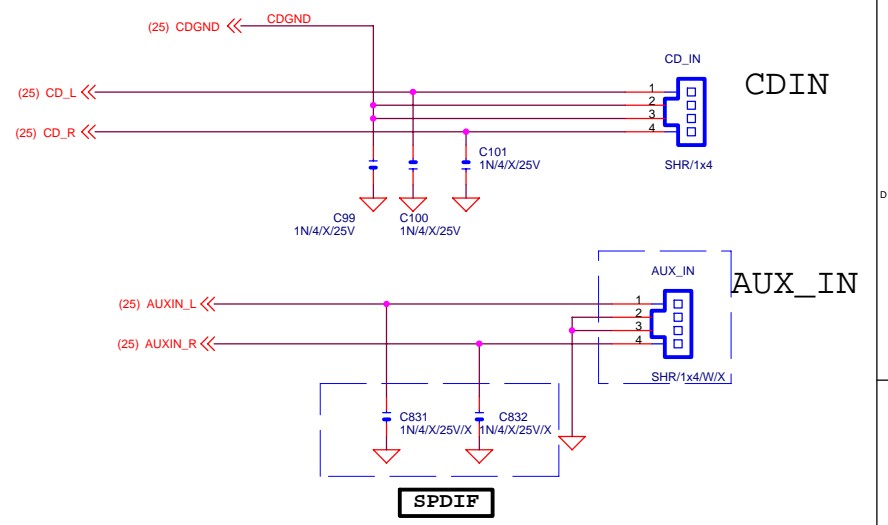 (25) CDGND
CDGND
CD_IN
CDIN
(25) CD_L
1
2
3
(25) CD_R
4
C101
1N/4/X/25V
SHR/1x4
D
C99
1N/4/X/25V
C100
1N/4/X/25V
AUX_IN
AUX_IN
(25) AUXIN_L
1
2
3
(25) AUXIN_R
4
SHR/1x4/W/X
C831
1N/4/X/25V/X
C832
1N/4/X/25V/X
SPDIF